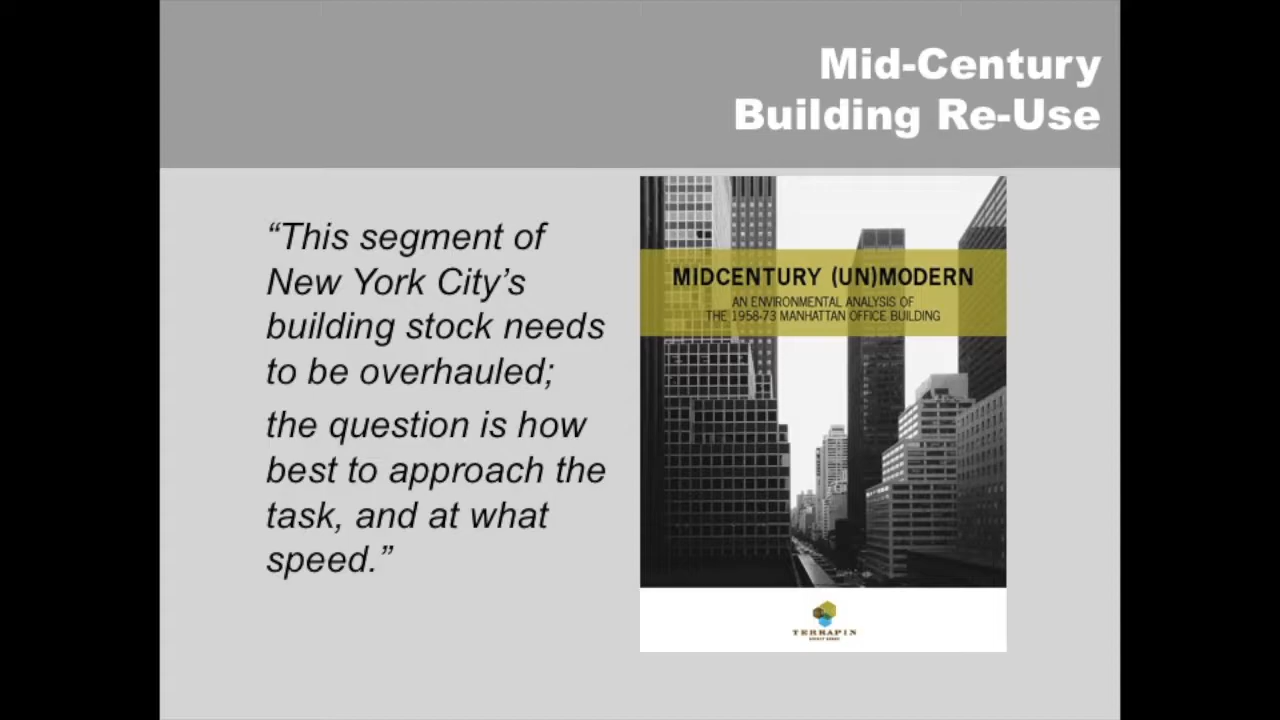 Mid-Century
Building Re-Use
“This segment of
New York City’s
building stock needs
to be overhauled;
the question is how
best to approach the
task, and at what
speed.”
MIDCENTURY (UN)MODERN
AN ENVIRONMENTAL ANALYSIS OF
THE 1958-73 MANHATTAN OFFICE BUILDING
TERRAPIN